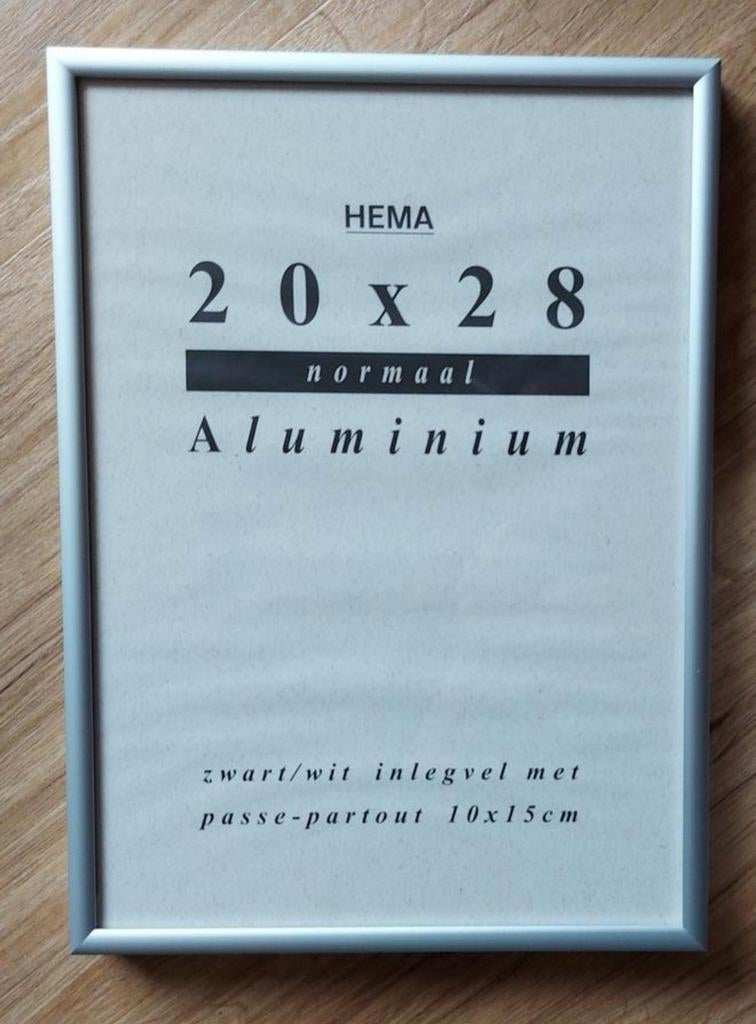 HEMA
20x28
normaal
Aluminium
zwart/wit inlegvel met
passe-partout 10x15cm